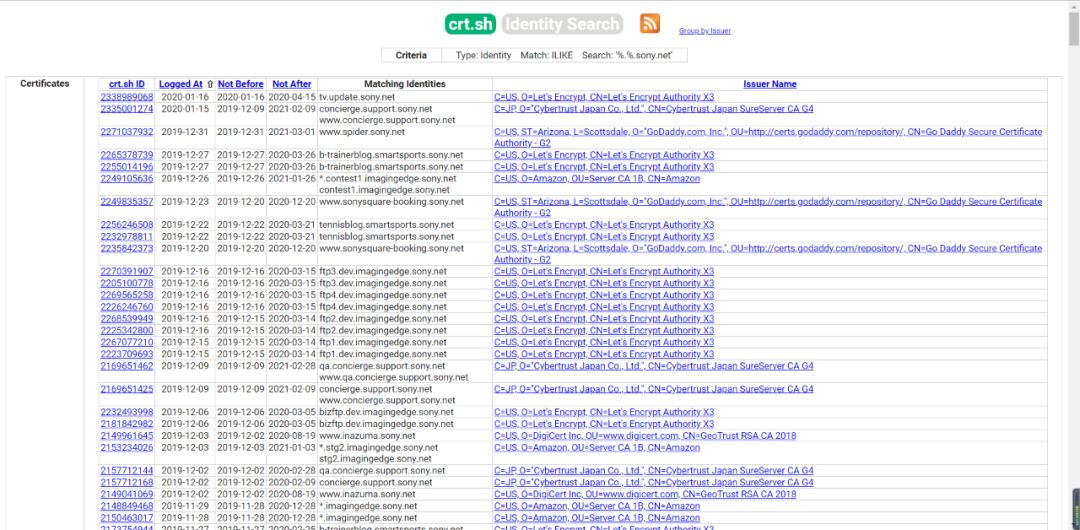 crt.sh Identity Search
Group by Issuer
Criteria Type: Identity Match: ILIKE Search: '%.%.sony.net'
Certificates
crt.sh ID Logged At ⇧ Not Before Not After Matching Identities Issuer Name
2338989068 2020-01-16 2020-01-16 2020-04-15 tv.update.sony.net C=US, O=Let's Encrypt, CN=Let's Encrypt Authority X3
2335001274 2020-01-15 2019-12-09 2021-02-09 concierge.support.sony.net C=JP, O="Cybertrust Japan Co., Ltd.", CN=Cybertrust Japan SureServer CA G4
www.concierge.support.sony.net
2271037932 2019-12-31 2019-12-31 2021-03-01 www.spider.sony.net C=US, ST=Arizona, L=Scottsdale, O="GoDaddy.com, Inc.", OU=http://certs.godaddy.com/repository/, CN=Go Daddy Secure Certificate
Authority - G2
2265378739 2019-12-27 2019-12-27 2020-03-26 b-trainerblog.smartsports.sony.net C=US, O=Let's Encrypt, CN=Let's Encrypt Authority X3
2255014196 2019-12-27 2019-12-27 2020-03-26 b-trainerblog.smartsports.sony.net C=US, O=Let's Encrypt, CN=Let's Encrypt Authority X3
2249105636 2019-12-26 2019-12-26 2021-01-26 *.contest1.imagingedge.sony.net C=US, O=Amazon, OU=Server CA 1B, CN=Amazon
contest1.imagingedge.sony.net
2249835357 2019-12-23 2019-12-20 2020-12-20 www.sonysquare-booking.sony.net C=US, ST=Arizona, L=Scottsdale, O="GoDaddy.com, Inc.", OU=http://certs.godaddy.com/repository/, CN=Go Daddy Secure Certificate
Authority - G2
2256246508 2019-12-22 2019-12-22 2020-03-21 tennisblog.smartsports.sony.net C=US, O=Let's Encrypt, CN=Let's Encrypt Authority X3
2232978811 2019-12-22 2019-12-22 2020-03-21 tennisblog.smartsports.sony.net C=US, O=Let's Encrypt, CN=Let's Encrypt Authority X3
2235842373 2019-12-20 2019-12-20 2020-12-20 www.sonysquare-booking.sony.net C=US, ST=Arizona, L=Scottsdale, O="GoDaddy.com, Inc.", OU=http://certs.godaddy.com/repository/, CN=Go Daddy Secure Certificate
Authority - G2
2270391907 2019-12-16 2019-12-16 2020-03-15 ftp3.dev.imagingedge.sony.net C=US, O=Let's Encrypt, CN=Let's Encrypt Authority X3
2205100778 2019-12-16 2019-12-16 2020-03-15 ftp3.dev.imagingedge.sony.net C=US, O=Let's Encrypt, CN=Let's Encrypt Authority X3
2269565258 2019-12-16 2019-12-16 2020-03-15 ftp4.dev.imagingedge.sony.net C=US, O=Let's Encrypt, CN=Let's Encrypt Authority X3
2226246760 2019-12-16 2019-12-16 2020-03-15 ftp4.dev.imagingedge.sony.net C=US, O=Let's Encrypt, CN=Let's Encrypt Authority X3
2268539949 2019-12-16 2019-12-15 2020-03-14 ftp2.dev.imagingedge.sony.net C=US, O=Let's Encrypt, CN=Let's Encrypt Authority X3
2225342800 2019-12-16 2019-12-15 2020-03-14 ftp2.dev.imagingedge.sony.net C=US, O=Let's Encrypt, CN=Let's Encrypt Authority X3
2267077210 2019-12-15 2019-12-15 2020-03-14 ftp1.dev.imagingedge.sony.net C=US, O=Let's Encrypt, CN=Let's Encrypt Authority X3
2223709693 2019-12-15 2019-12-15 2020-03-14 ftp1.dev.imagingedge.sony.net C=US, O=Let's Encrypt, CN=Let's Encrypt Authority X3
2169651462 2019-12-09 2019-12-09 2021-02-28 qa.concierge.support.sony.net C=JP, O="Cybertrust Japan Co., Ltd.", CN=Cybertrust Japan SureServer CA G4
www.qa.concierge.support.sony.net
2169651425 2019-12-09 2019-12-09 2021-02-09 concierge.support.sony.net C=JP, O="Cybertrust Japan Co., Ltd.", CN=Cybertrust Japan SureServer CA G4
www.concierge.support.sony.net
2232493998 2019-12-06 2019-12-06 2020-03-05 bizftp.dev.imagingedge.sony.net C=US, O=Let's Encrypt, CN=Let's Encrypt Authority X3
2181842982 2019-12-06 2019-12-06 2020-03-05 bizftp.dev.imagingedge.sony.net C=US, O=Let's Encrypt, CN=Let's Encrypt Authority X3
2149961645 2019-12-03 2019-12-02 2020-08-19 www.inazuma.sony.net C=US, O=DigiCert Inc, OU=www.digicert.com, CN=GeoTrust RSA CA 2018
2153234026 2019-12-03 2019-12-03 2021-01-03 *.stg2.imagingedge.sony.net C=US, O=Amazon, OU=Server CA 1B, CN=Amazon
stg2.imagingedge.sony.net
2157712144 2019-12-02 2019-12-02 2020-02-28 qa.concierge.support.sony.net C=JP, O="Cybertrust Japan Co., Ltd.", CN=Cybertrust Japan SureServer CA G4
2157712168 2019-12-02 2019-12-02 2020-02-09 concierge.support.sony.net C=JP, O="Cybertrust Japan Co., Ltd.", CN=Cybertrust Japan SureServer CA G4
2149041069 2019-12-02 2019-12-02 2020-08-19 www.inazuma.sony.net C=US, O=DigiCert Inc, OU=www.digicert.com, CN=GeoTrust RSA CA 2018
2148849468 2019-11-29 2019-11-28 2020-12-28 *.imagingedge.sony.net C=US, O=Amazon, OU=Server CA 1B, CN=Amazon
2150463017 2019-11-28 2019-11-28 2020-12-28 *.imagingedge.sony.net C=US, O=Amazon, OU=Server CA 1B, CN=Amazon